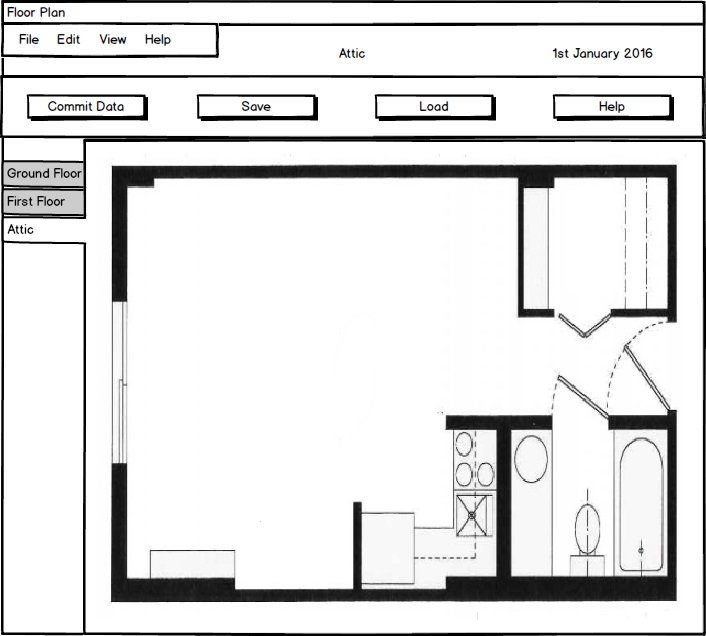 Floor Plan
File Edit View Help
Attic 1st January 2016
Commit Data Save Load Help
Ground Floor
First Floor
Attic